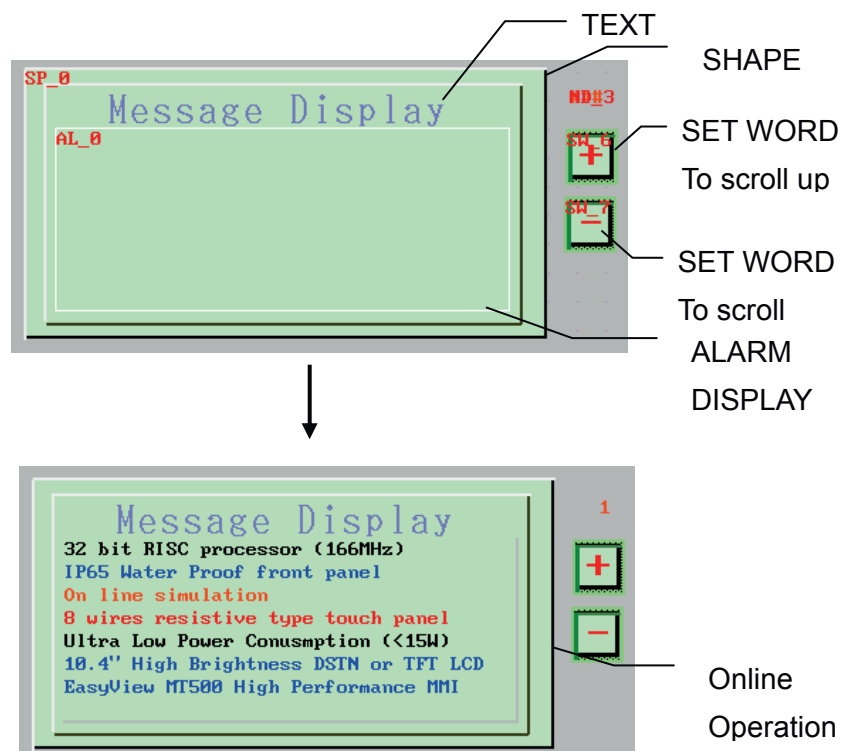 TEXT
SHAPE
SP_0
Message Display
ND#3
AL_0
SW_6
+
SET WORD
To scroll up
SW_7
−
SET WORD
To scroll
ALARM
DISPLAY
Message Display
1
32 bit RISC processor (166MHz)
IP65 Water Proof front panel
+
On line simulation
8 wires resistive type touch panel
−
Ultra Low Power Conusmption (<15W)
10.4'' High Brightness DSTN or TFT LCD
EasyView MT500 High Performance MMI
Online
Operation